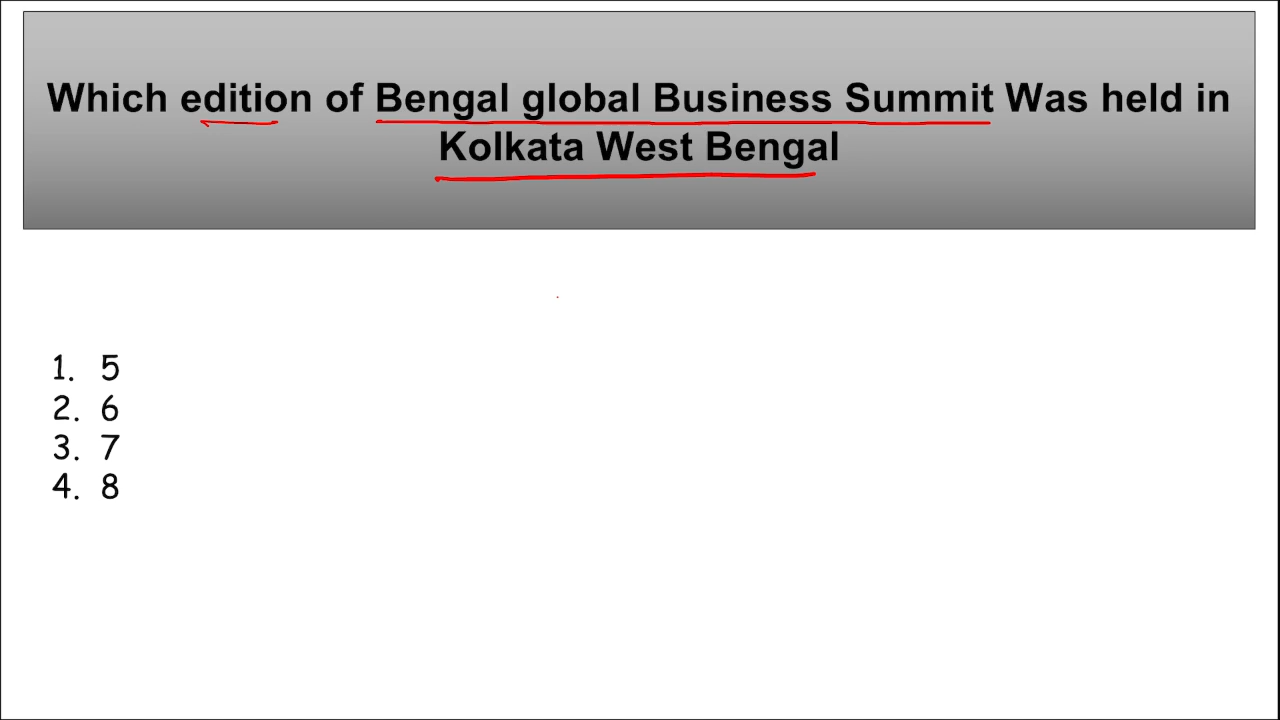 Which edition of Bengal global Business Summit Was held in
Kolkata West Bengal
1. 5
2. 6
3. 7
4. 8